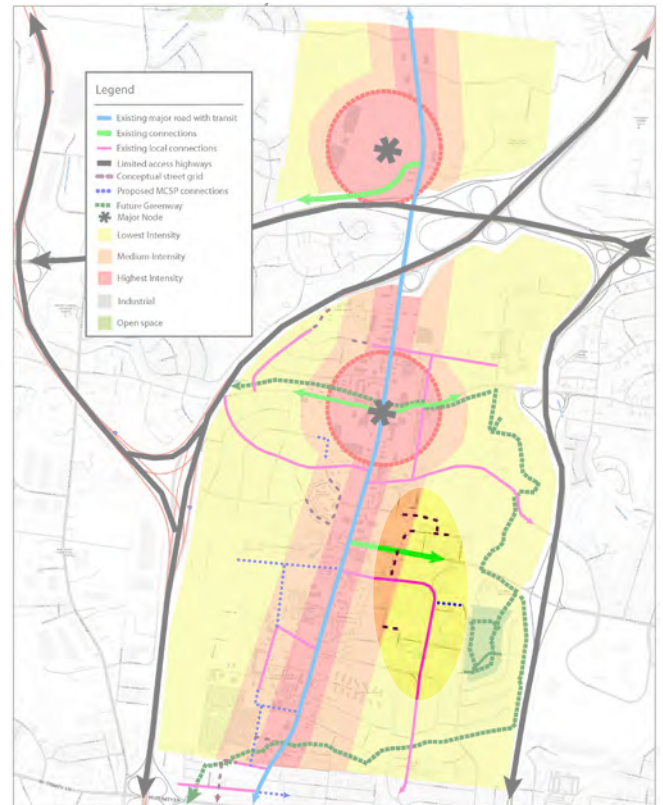 Legend
Existing major road with transit
Existing connections
Existing local connections
Limited access highways
Conceptual street grid
Proposed MCSP connections
Future Greenway
Major Node
Lowest Intensity
Medium Intensity
Highest Intensity
Industrial
Open space